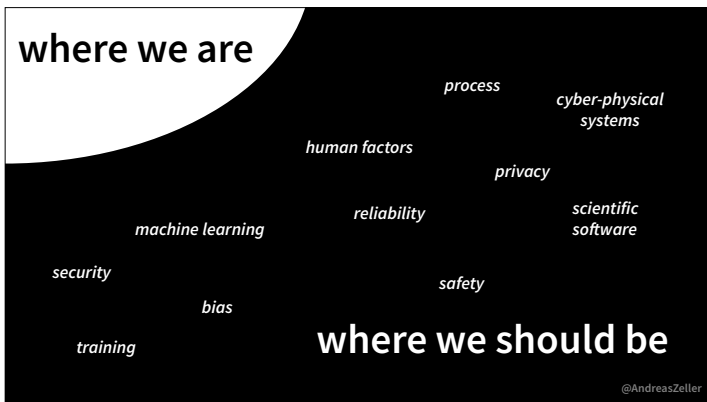 where we are
process
cyber-physical
systems
human factors
privacy
reliability
scientific
software
machine learning
security
safety
bias
where we should be
training
@AndreasZeller